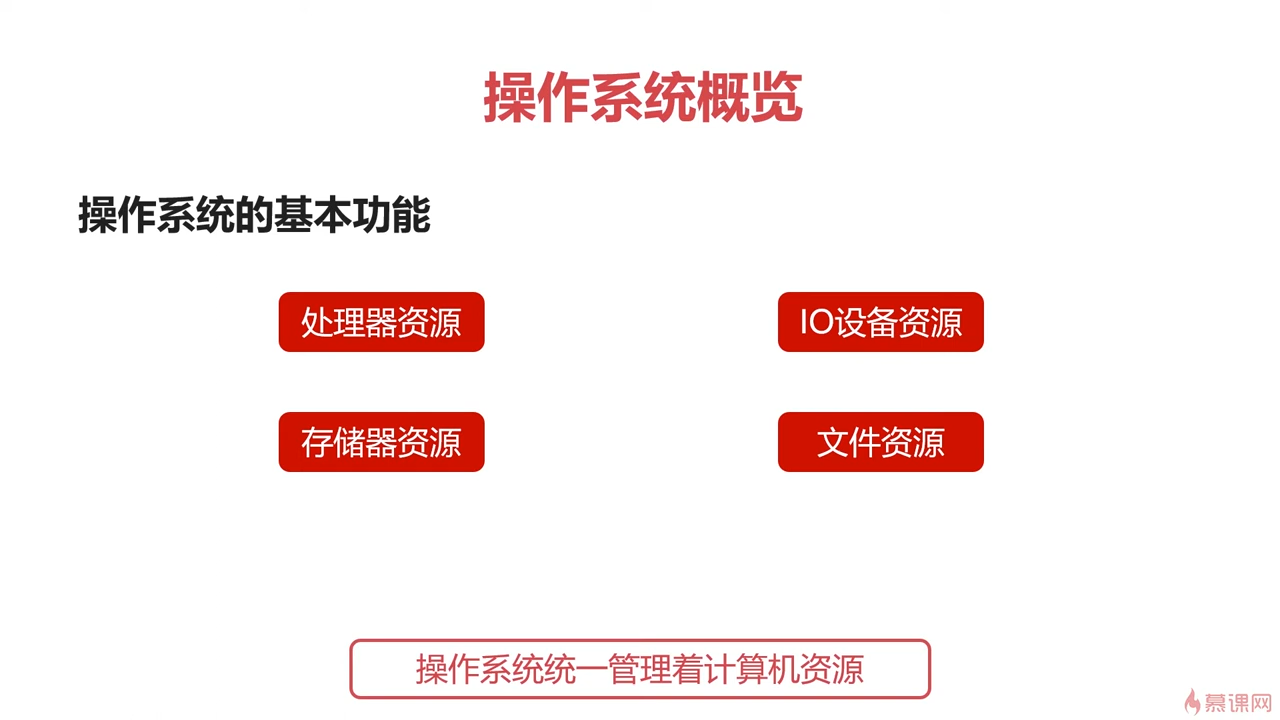 操作系统概览
操作系统的基本功能
处理器资源
IO设备资源
存储器资源
文件资源
操作系统统一管理着计算机资源
慕课网